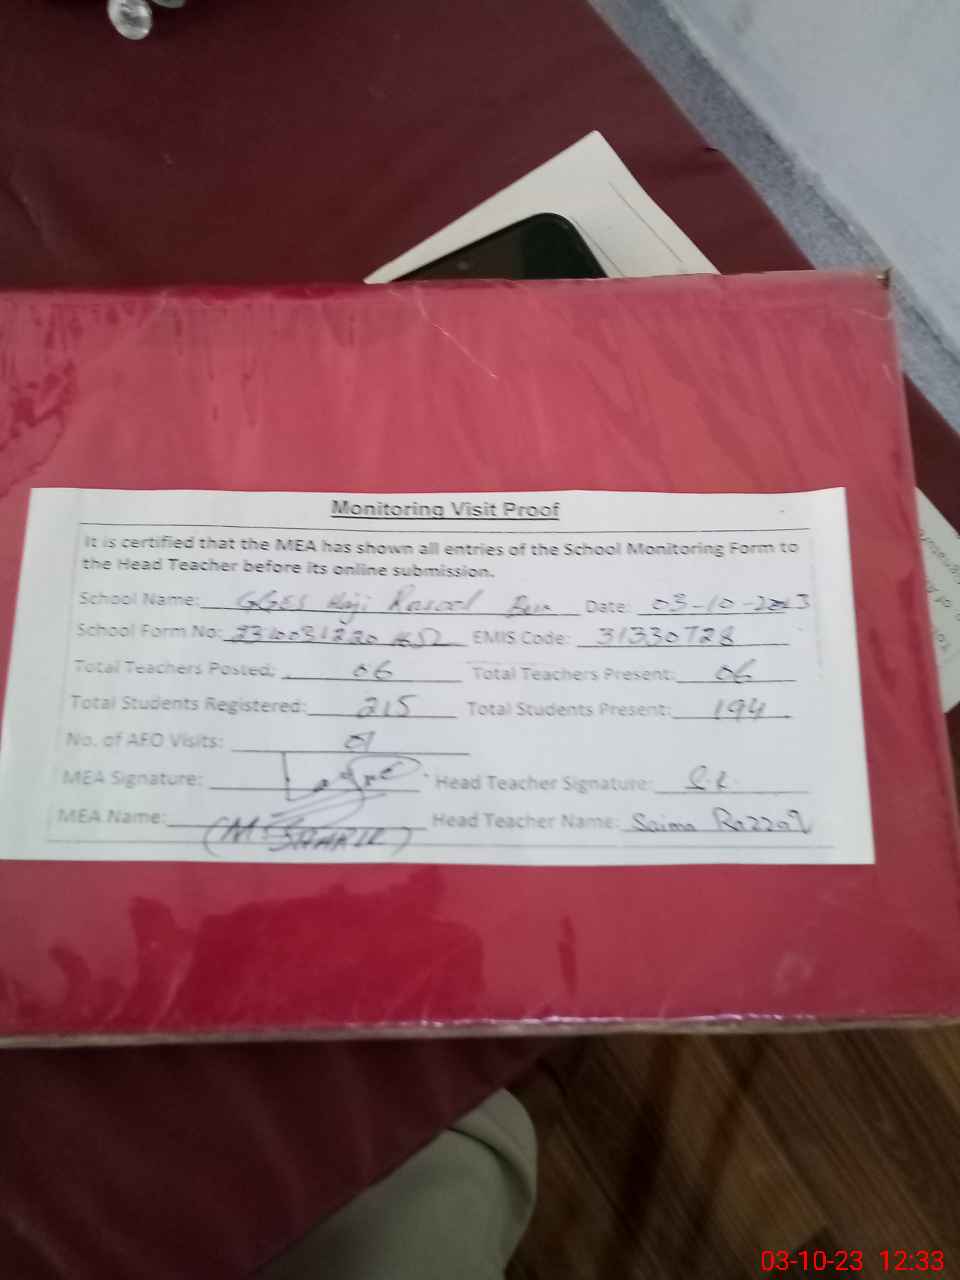 Monitoring Visit Proof
It is certified that the MEA has shown all entries of the School Monitoring Form to
the Head Teacher before its online submission.
School Name: GGES Haji Rasool Bux Date: 03-10-2023
School Form No: EMIS Code: 31330728
Total Teachers Posted: 06 Total Teachers Present: 06
Total Students Registered: 215 Total Students Present: 194
No. of AEO Visits: 01
MEA Signature: Head Teacher Signature: S.R
MEA Name: Head Teacher Name: Saima Razzaq
03-10-23 12:33